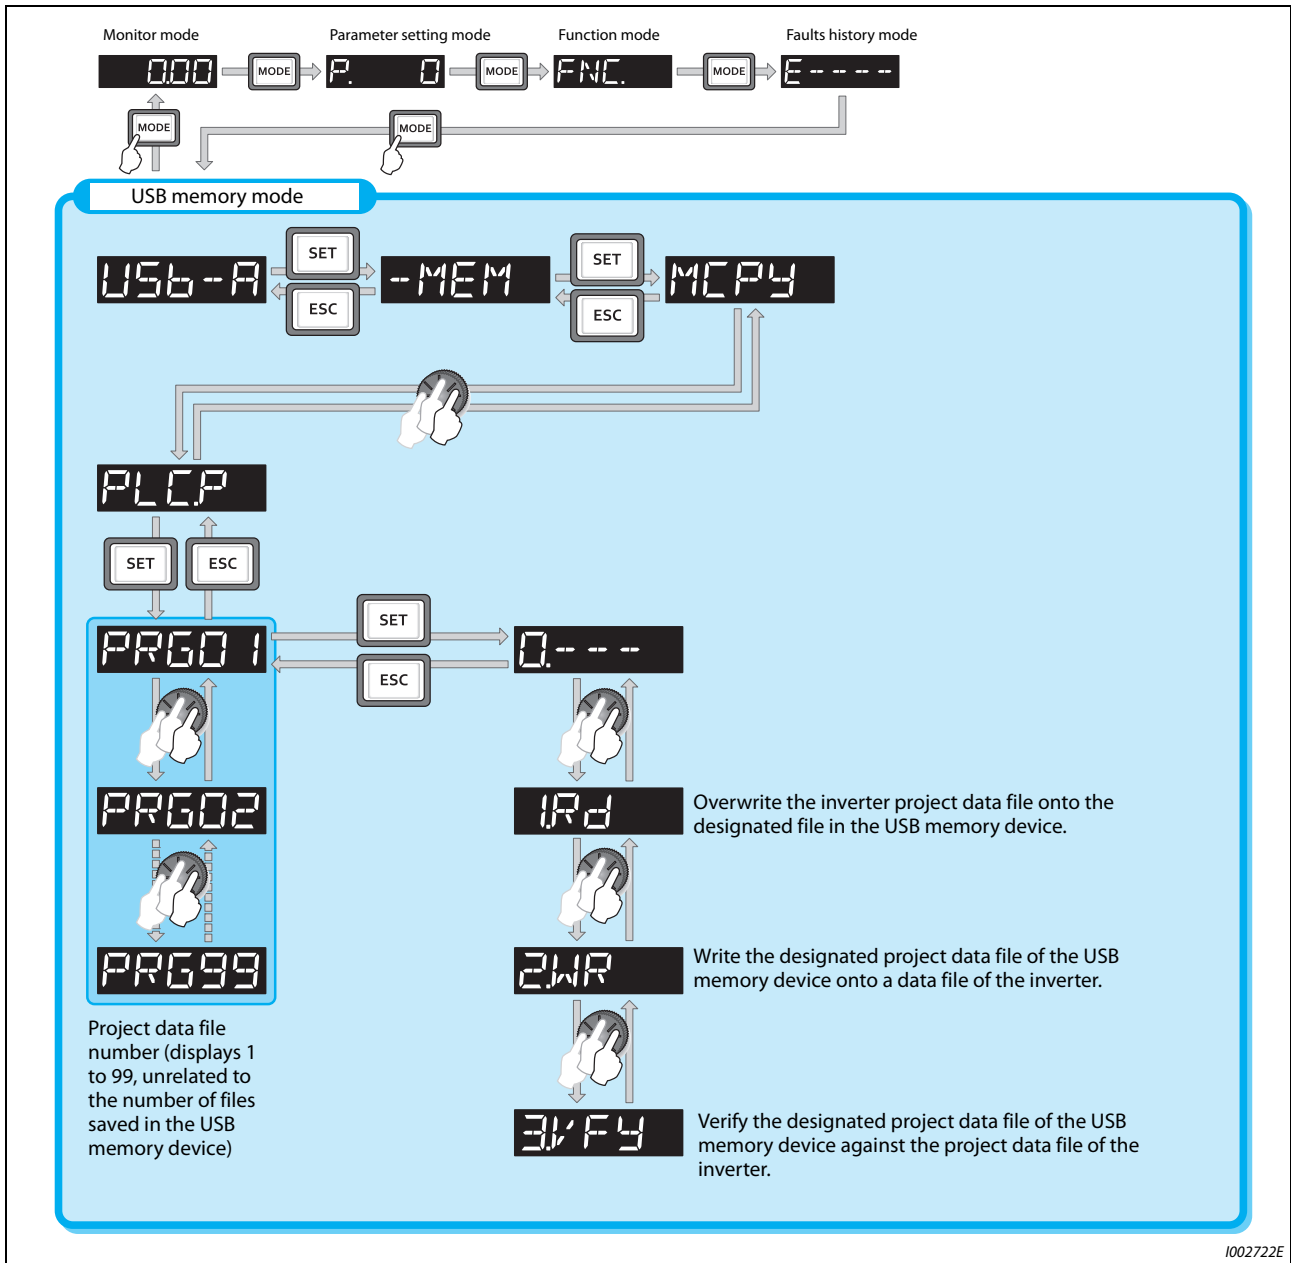 Monitor mode
Parameter setting mode
Function mode
Faults history mode
0.00
MODE
P. 0
MODE
FNC.
MODE
E-----
MODE
MODE
USB memory mode
USb-A
SET
ESC
-MEM
SET
ESC
MCPY
PLC.P
SET
ESC
PRG01
SET
ESC
0.---
PRG02
1.Rd
Overwrite the inverter project data file onto the
designated file in the USB memory device.
PRG99
2.WR
Write the designated project data file of the USB
memory device onto a data file of the inverter.
Project data file
number (displays 1
to 99, unrelated to
the number of files
saved in the USB
memory device)
3.VFY
Verify the designated project data file of the USB
memory device against the project data file of the
inverter.
I002722E